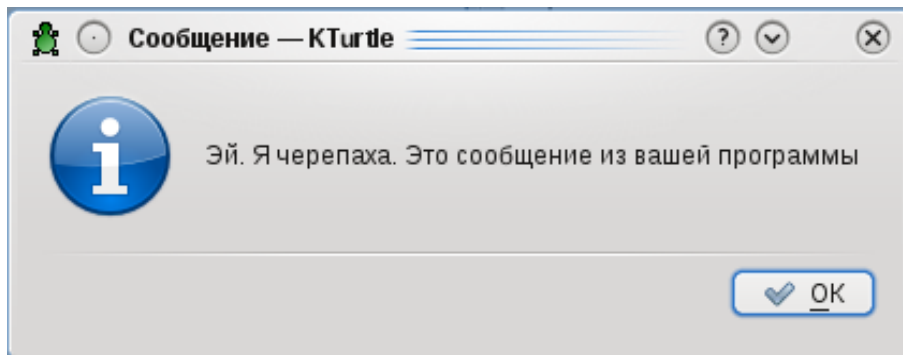 Сообщение — KTurtle
Эй. Я черепаха. Это сообщение из вашей программы
OK